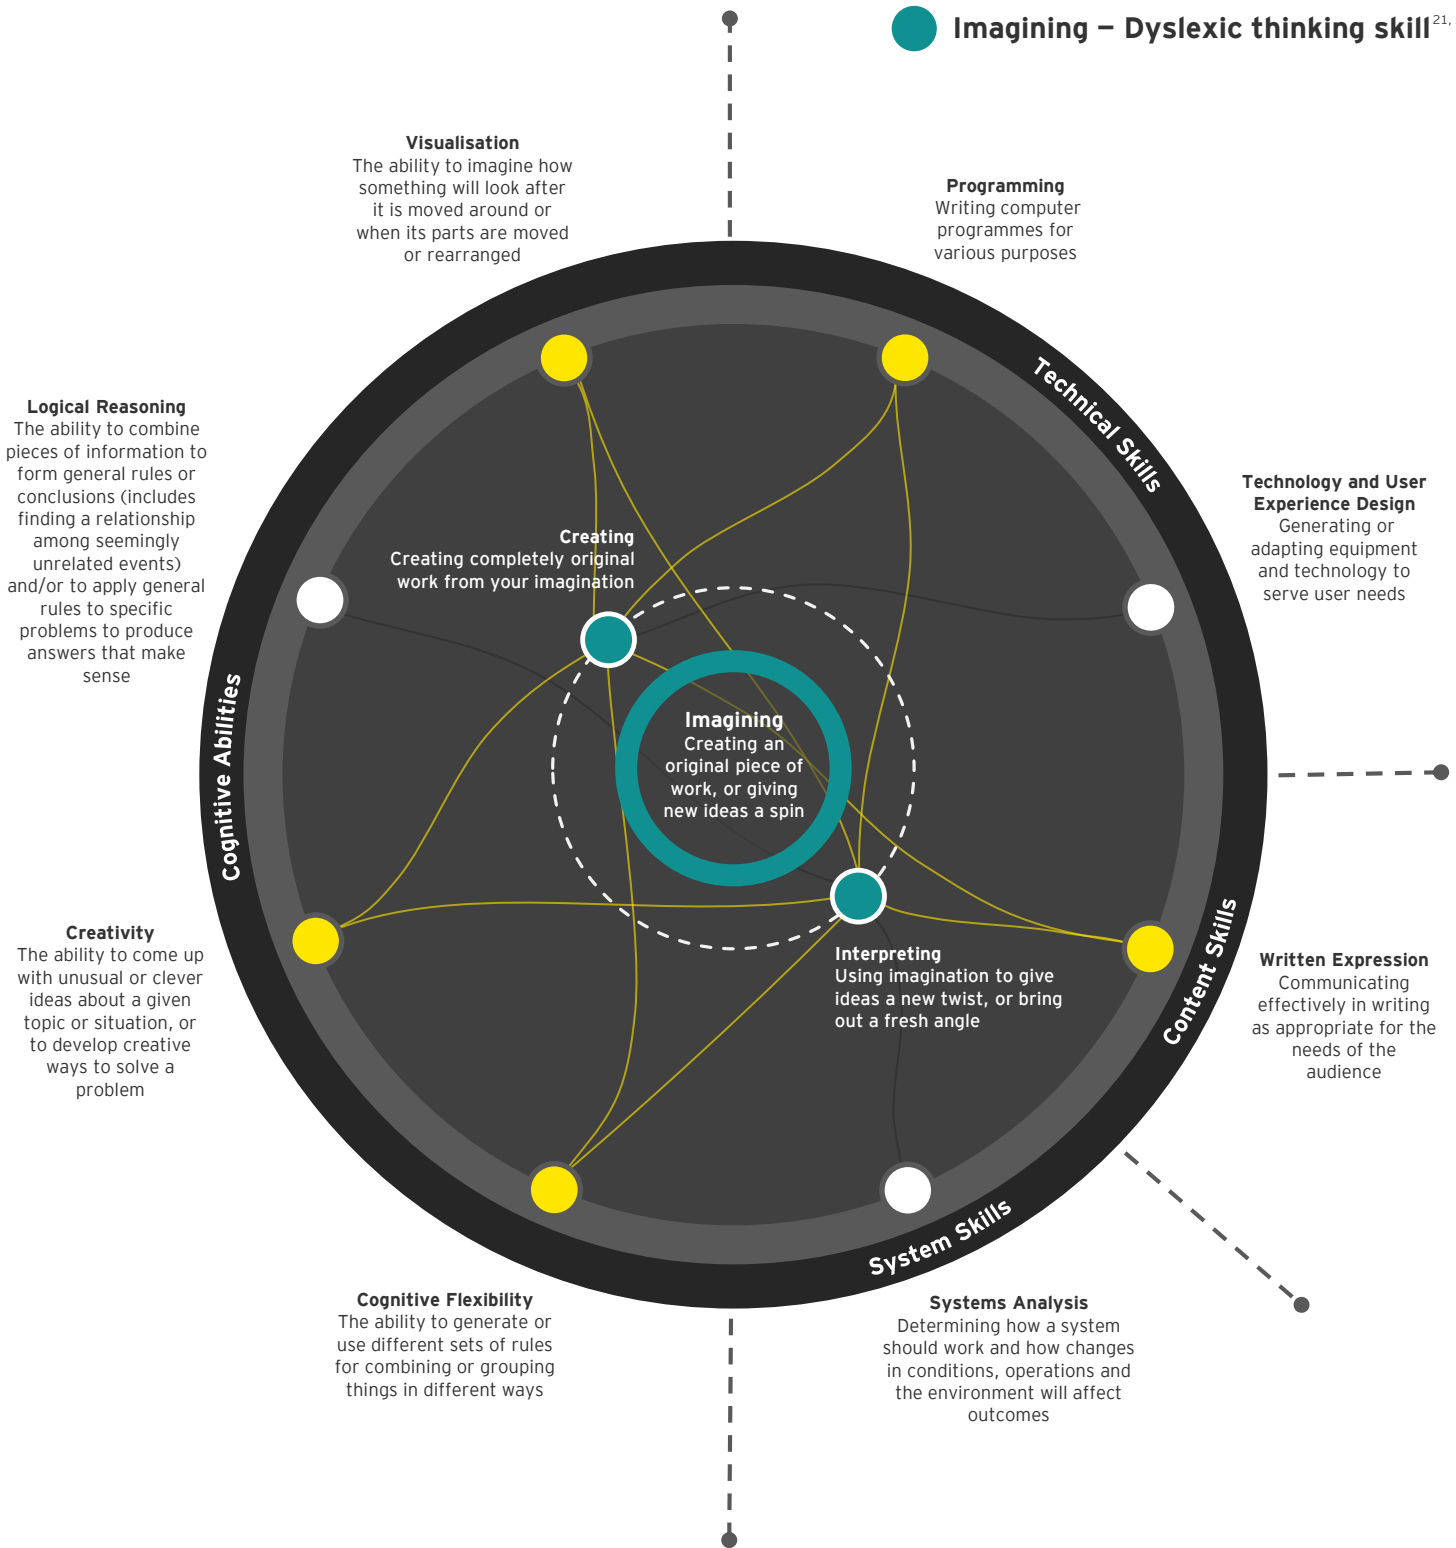 Imagining – Dyslexic thinking skill21,
Visualisation
The ability to imagine how
something will look after
it is moved around or
when its parts are moved
or rearranged
Programming
Writing computer
programmes for
various purposes
Technical Skills
Logical Reasoning
The ability to combine
pieces of information to
form general rules or
conclusions (includes
finding a relationship
among seemingly
unrelated events)
and/or to apply general
rules to specific
problems to produce
answers that make
sense
Technology and User
Experience Design
Generating or
adapting equipment
and technology to
serve user needs
Creating
Creating completely original
work from your imagination
Cognitive Abilities
Imagining
Creating an
original piece of
work, or giving
new ideas a spin
Creativity
The ability to come up
with unusual or clever
ideas about a given
topic or situation, or
to develop creative
ways to solve a
problem
Interpreting
Using imagination to give
ideas a new twist, or bring
out a fresh angle
Content Skills
Written Expression
Communicating
effectively in writing
as appropriate for the
needs of the
audience
System Skills
Cognitive Flexibility
The ability to generate or
use different sets of rules
for combining or grouping
things in different ways
Systems Analysis
Determining how a system
should work and how changes
in conditions, operations and
the environment will affect
outcomes